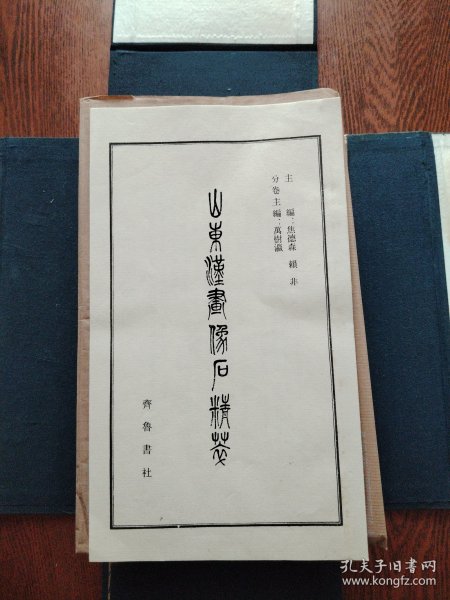 主　編：焦德森　賴　非
分卷主編：萬樹瀛
山東漢畫像石精萃
齊魯書社
孔夫子旧书网
www.kongfz.com